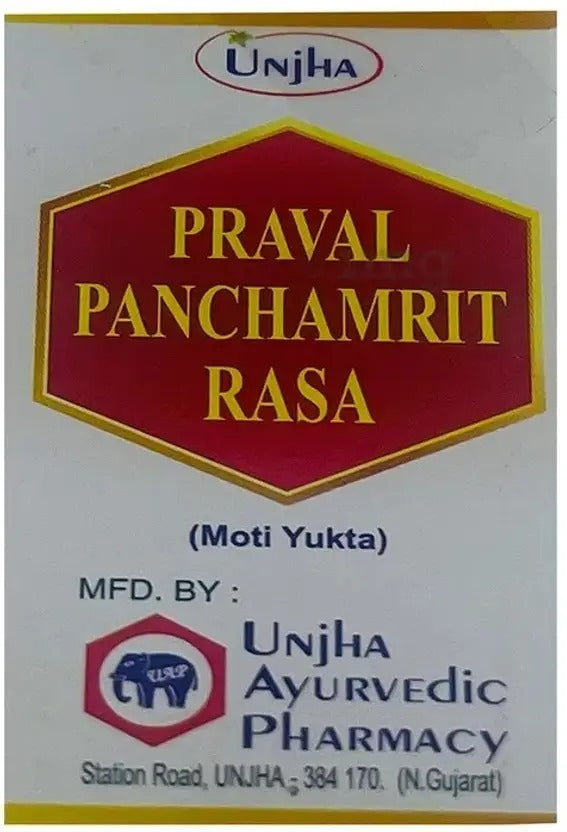 UNJHA
PRAVAL
PANCHAMRIT
RASA
(Moti Yukta)
MFD. BY :
UAP
UNJHA
AYURVEDIC
PHARMACY
Station Road, UNJHA - 384 170. (N.Gujarat)